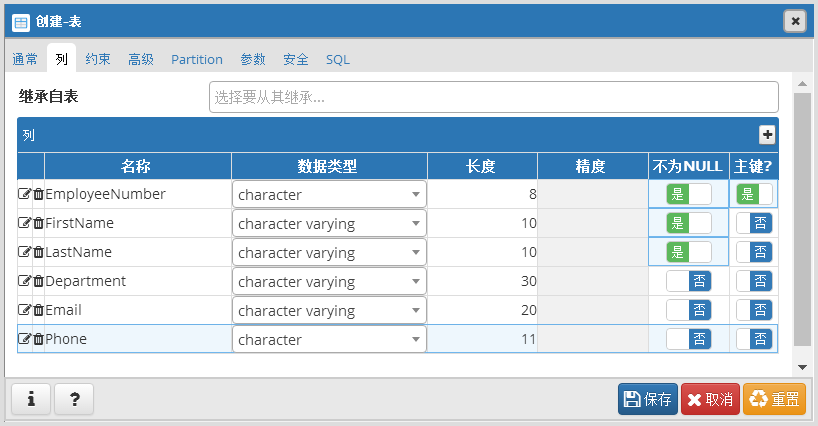 创建-表
通常 列 约束 高级 Partition 参数 安全 SQL
继承自表 选择要从其继承...
列
名称 数据类型 长度 精度 不为NULL 主键?
EmployeeNumber character 8 是 是
FirstName character varying 10 是 否
LastName character varying 10 是 否
Department character varying 30 否 否
Email character varying 20 否 否
Phone character 11 否 否
i ? 保存 取消 重置